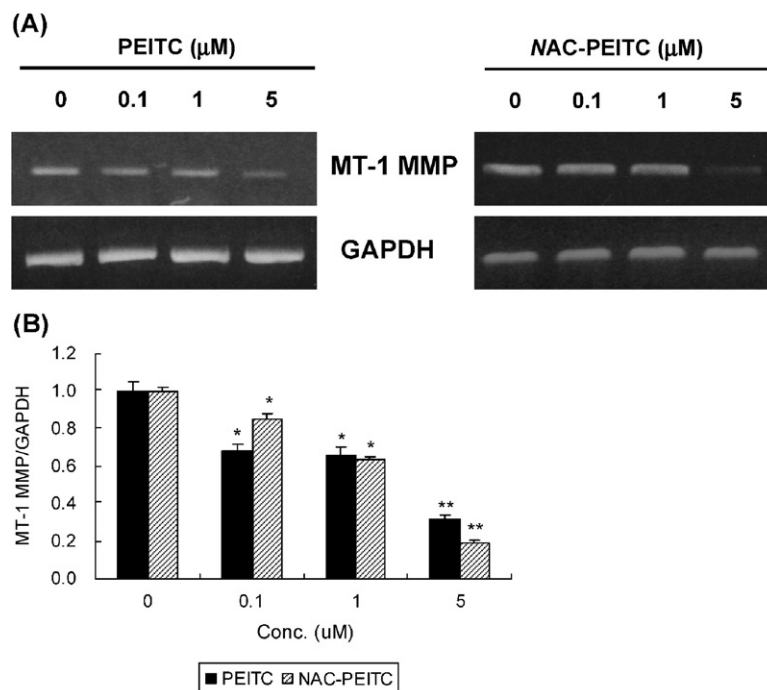 (A)
PEITC (μM)
0 0.1 1 5
NAC-PEITC (μM)
0 0.1 1 5
MT-1 MMP
GAPDH
(B)
MT-1 MMP/GAPDH
1.2
1.0
0.8
0.6
0.4
0.2
0.0
* * * * ** **
0 0.1 1 5
Conc. (uM)
PEITC NAC-PEITC